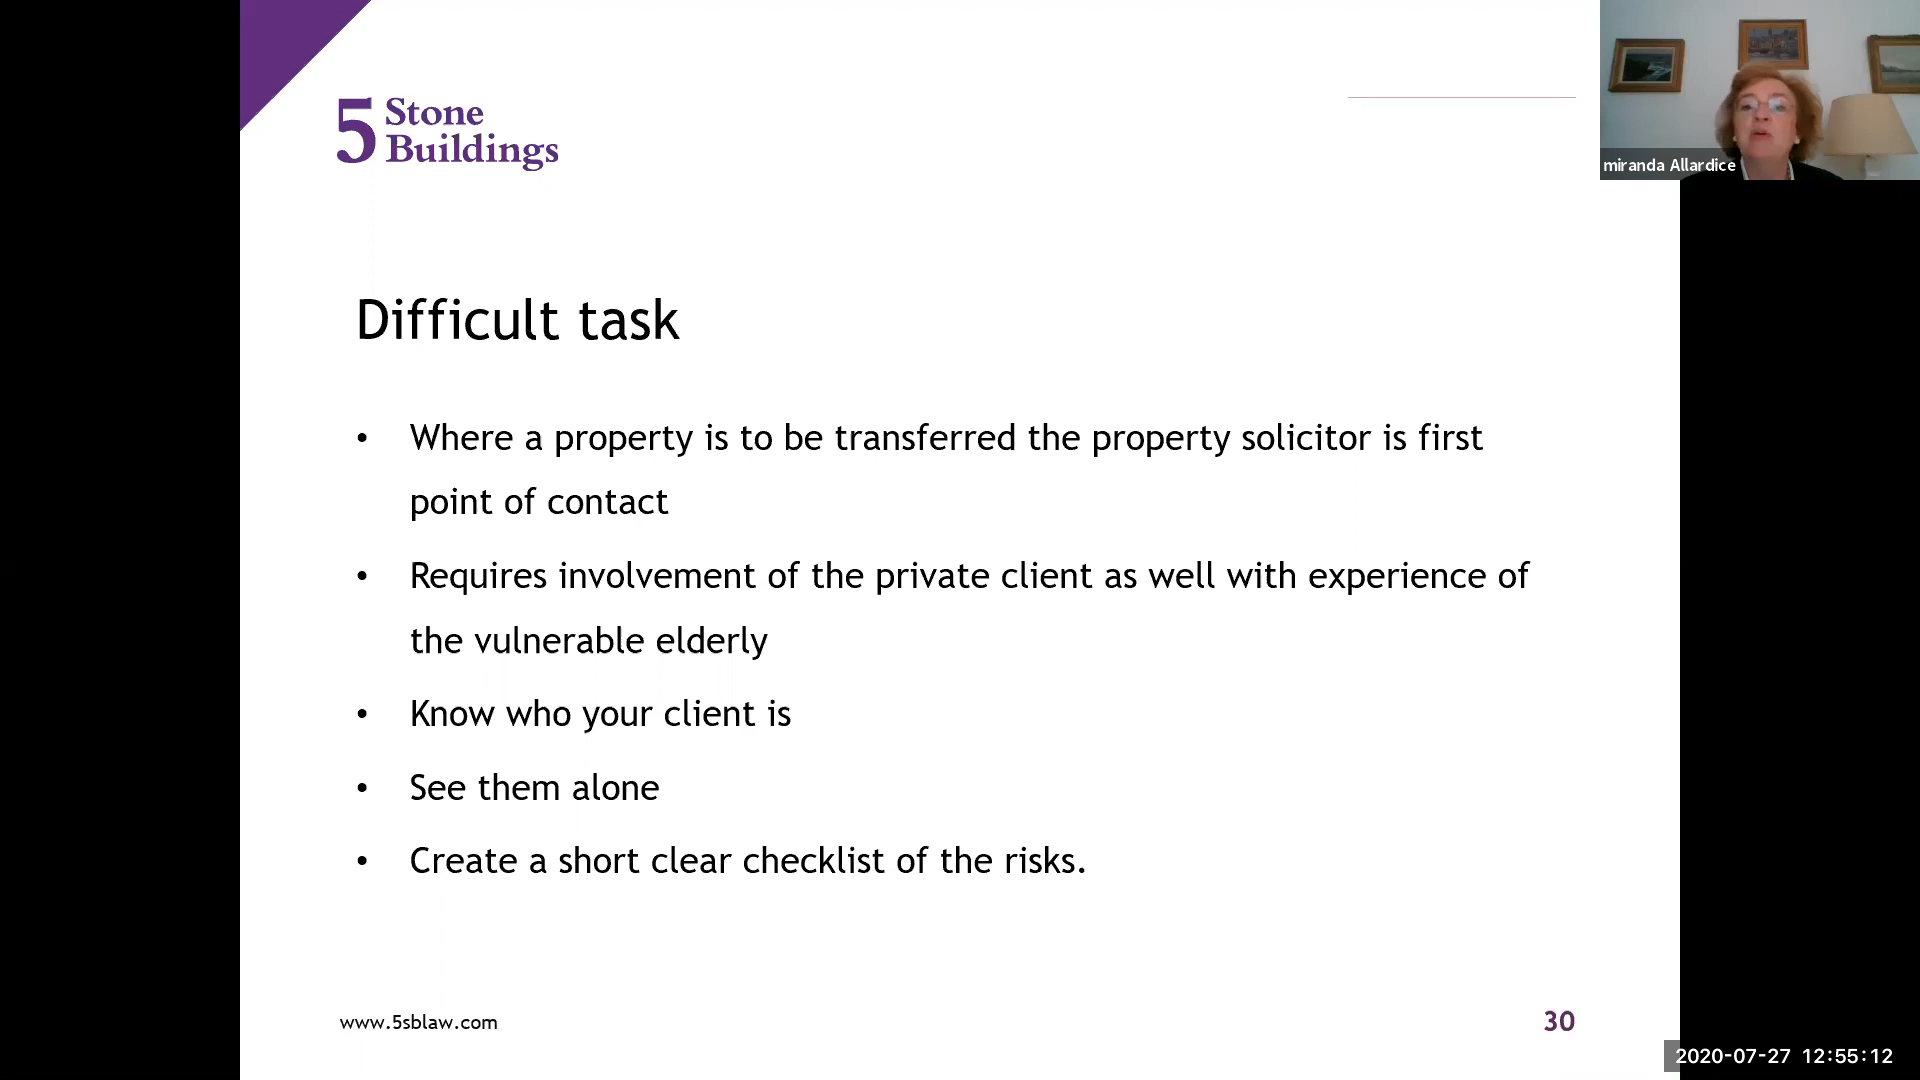 5 Stone
Buildings
miranda Allardice
Difficult task
• Where a property is to be transferred the property solicitor is first
point of contact
• Requires involvement of the private client as well with experience of
the vulnerable elderly
• Know who your client is
• See them alone
• Create a short clear checklist of the risks.
www.5sblaw.com
30
2020-07-27 12:55:12